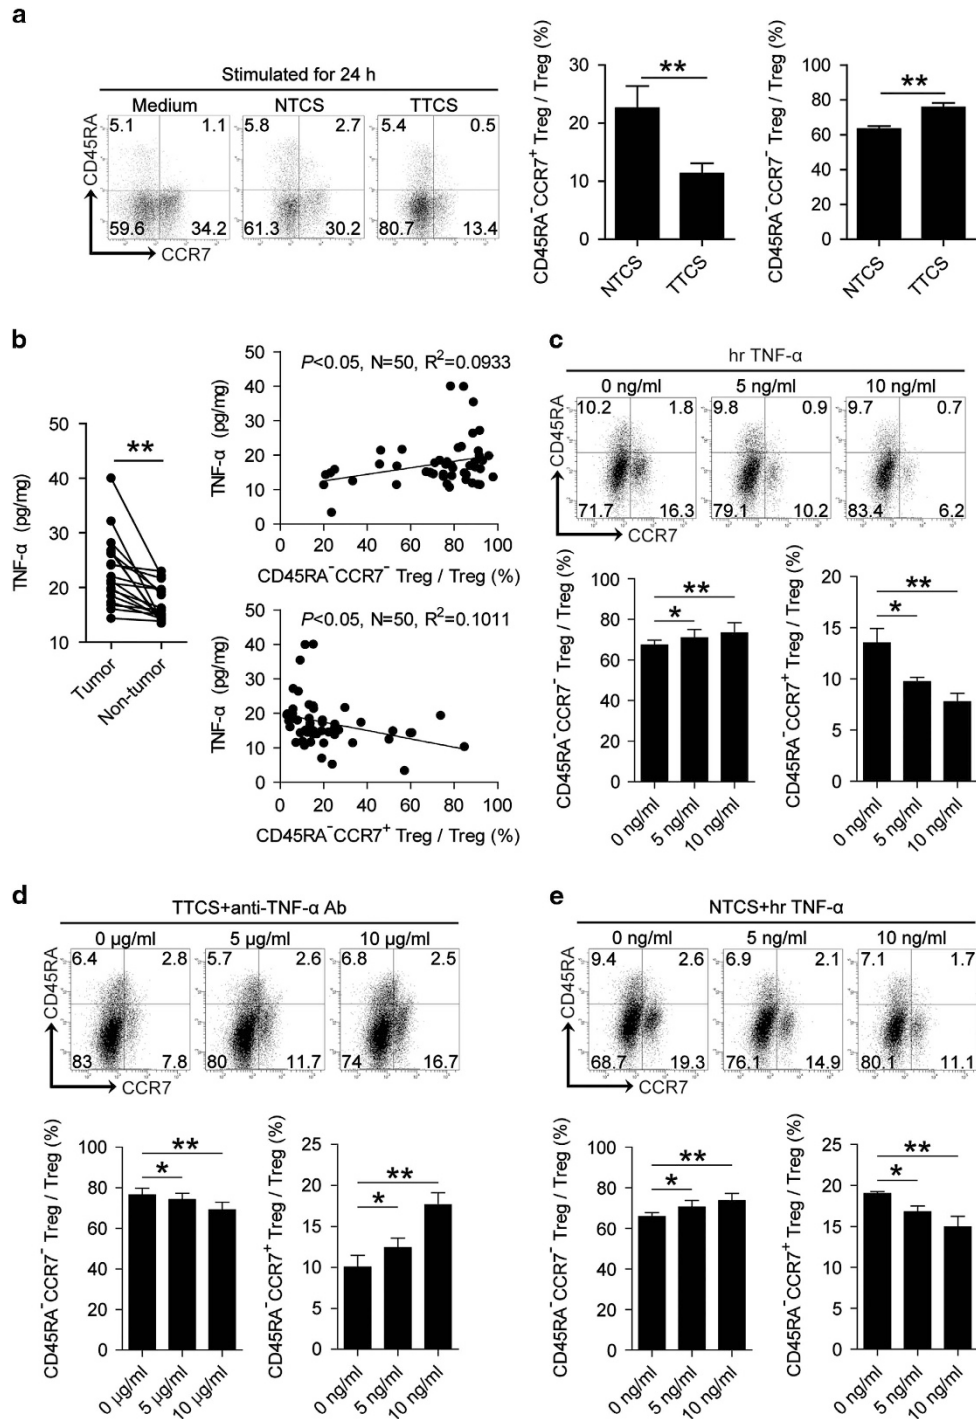 a
Stimulated for 24 h
Medium NTCS TTCS
CD45RA
5.1 1.1 5.8 2.7 5.4 0.5
59.6 34.2 61.3 30.2 80.7 13.4
CCR7
CD45RA⁻CCR7⁺ Treg / Treg (%)
30
20
10
0
**
NTCS TTCS
CD45RA⁻CCR7⁻ Treg / Treg (%)
100
80
60
40
20
0
**
NTCS TTCS
b
TNF-α (pg/mg)
50
40
30
20
10
**
Tumor Non-tumor
P<0.05, N=50, R²=0.0933
TNF-α (pg/mg)
50
40
30
20
10
0
0 20 40 60 80 100
CD45RA⁻CCR7⁻ Treg / Treg (%)
P<0.05, N=50, R²=0.1011
TNF-α (pg/mg)
50
40
30
20
10
0
0 20 40 60 80 100
CD45RA⁻CCR7⁺ Treg / Treg (%)
c
hr TNF-α
0 ng/ml 5 ng/ml 10 ng/ml
CD45RA
10.2 1.8 9.8 0.9 9.7 0.7
71.7 16.3 79.1 10.2 83.4 6.2
CCR7
CD45RA⁻CCR7⁻ Treg / Treg (%)
100
80
60
40
20
0
**
*
0 ng/ml 5 ng/ml 10 ng/ml
CD45RA⁻CCR7⁺ Treg / Treg (%)
20
15
10
5
0
**
*
0 ng/ml 5 ng/ml 10 ng/ml
d
TTCS+anti-TNF-α Ab
0 µg/ml 5 µg/ml 10 µg/ml
CD45RA
6.4 2.8 5.7 2.6 6.8 2.5
83 7.8 80 11.7 74 16.7
CCR7
CD45RA⁻CCR7⁻ Treg / Treg (%)
100
80
60
40
20
0
**
*
0 µg/ml 5 µg/ml 10 µg/ml
CD45RA⁻CCR7⁺ Treg / Treg (%)
25
20
15
10
5
0
**
*
0 ng/ml 5 ng/ml 10 ng/ml
e
NTCS+hr TNF-α
0 ng/ml 5 ng/ml 10 ng/ml
CD45RA
9.4 2.6 6.9 2.1 7.1 1.7
68.7 19.3 76.1 14.9 80.1 11.1
CCR7
CD45RA⁻CCR7⁻ Treg / Treg (%)
100
80
60
40
20
0
**
*
0 ng/ml 5 ng/ml 10 ng/ml
CD45RA⁻CCR7⁺ Treg / Treg (%)
25
20
15
10
5
0
**
*
0 ng/ml 5 ng/ml 10 ng/ml